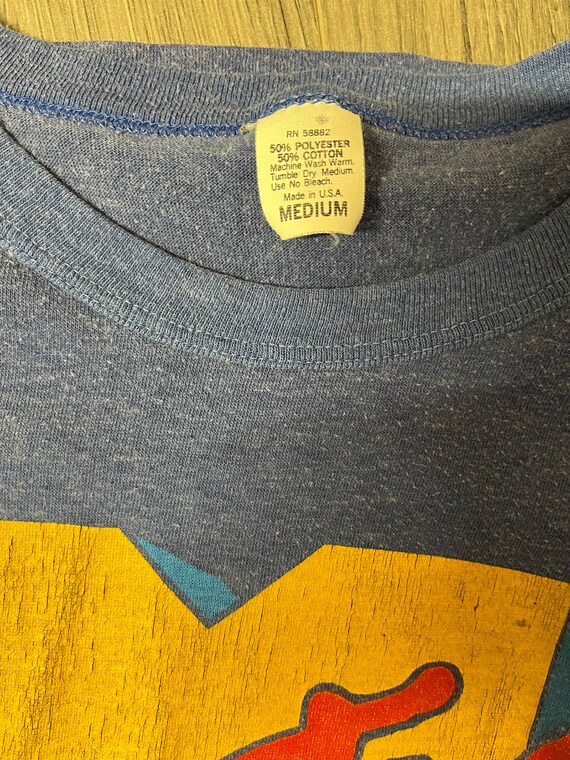 RN 58882
50% POLYESTER
50% COTTON
Machine Wash Warm.
Tumble Dry Medium.
Use No Bleach.
Made in U.S.A.
MEDIUM